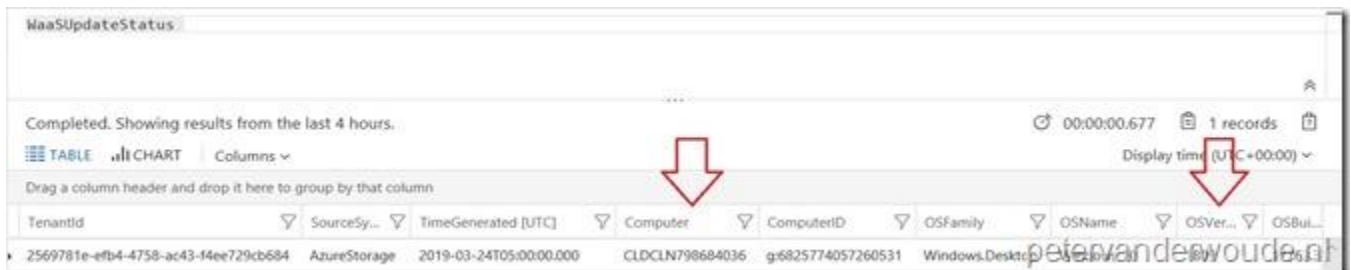 WaaSUpdateStatus
Completed. Showing results from the last 4 hours. 00:00:00.677 1 records
TABLE CHART Columns Display time (UTC+00:00)
Drag a column header and drop it here to group by that column
TenantId SourceSy... TimeGenerated [UTC] Computer ComputerID OSFamily OSName OSVer... OSBui...
2569781e-efb4-4758-ac43-f4ee729cb684 AzureStorage 2019-03-24T05:00:00.000 CLDCLN798684036 g:6825774057260531 Windows.Desktop
petervanderwoude.nl